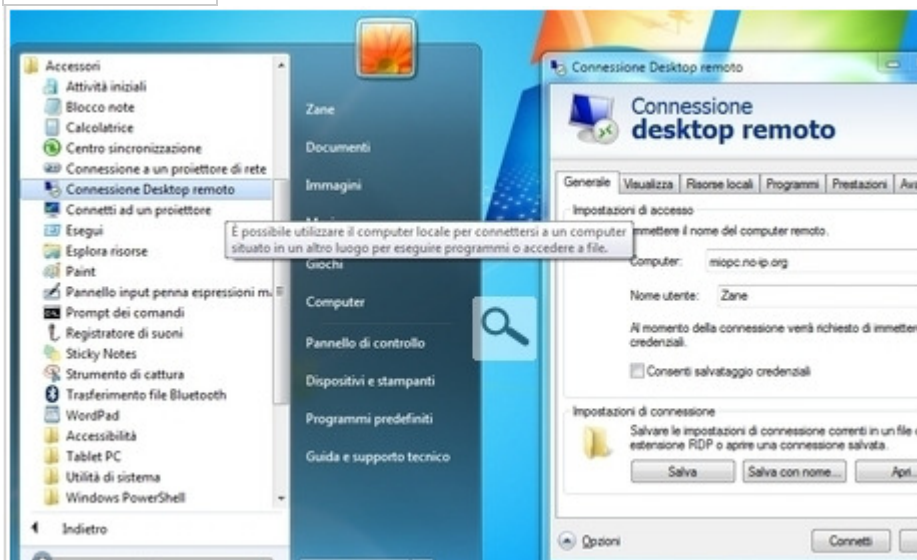 Accessori
Attività iniziali
Blocco note
Calcolatrice
Centro sincronizzazione
Connessione a un proiettore di rete
Connessione Desktop remoto
Connetti ad un proiettore
Esegui
Esplora risorse
Paint
Pannello input penna espressioni
Prompt dei comandi
Registratore di suoni
Sticky Notes
Strumento di cattura
Trasferimento file Bluetooth
WordPad
Accessibilità
Tablet PC
Utilità di sistema
Windows PowerShell
Indietro
Zane
Documenti
Immagini
È possibile utilizzare il computer locale per connettersi a un computer
situato in un altro luogo per eseguire programmi o accedere a file.
Giochi
Computer
Pannello di controllo
Dispositivi e stampanti
Programmi predefiniti
Guida e supporto tecnico
Connessione Desktop remoto
Connessione
desktop remoto
Generale Visualizza Risorse locali Programmi Prestazioni
Impostazioni di accesso
il nome del computer remoto.
Computer: miopc.no-ip.org
Nome utente: Zane
Al momento della connessione verrà richiesto di
credenziali.
Consenti salvataggio credenziali
Impostazioni di connessione
Salvare le impostazioni di connessione correnti in un file
estensione RDP o aprire una connessione salvata.
Salva Salva con nome... Apri...
Opzioni Connetti